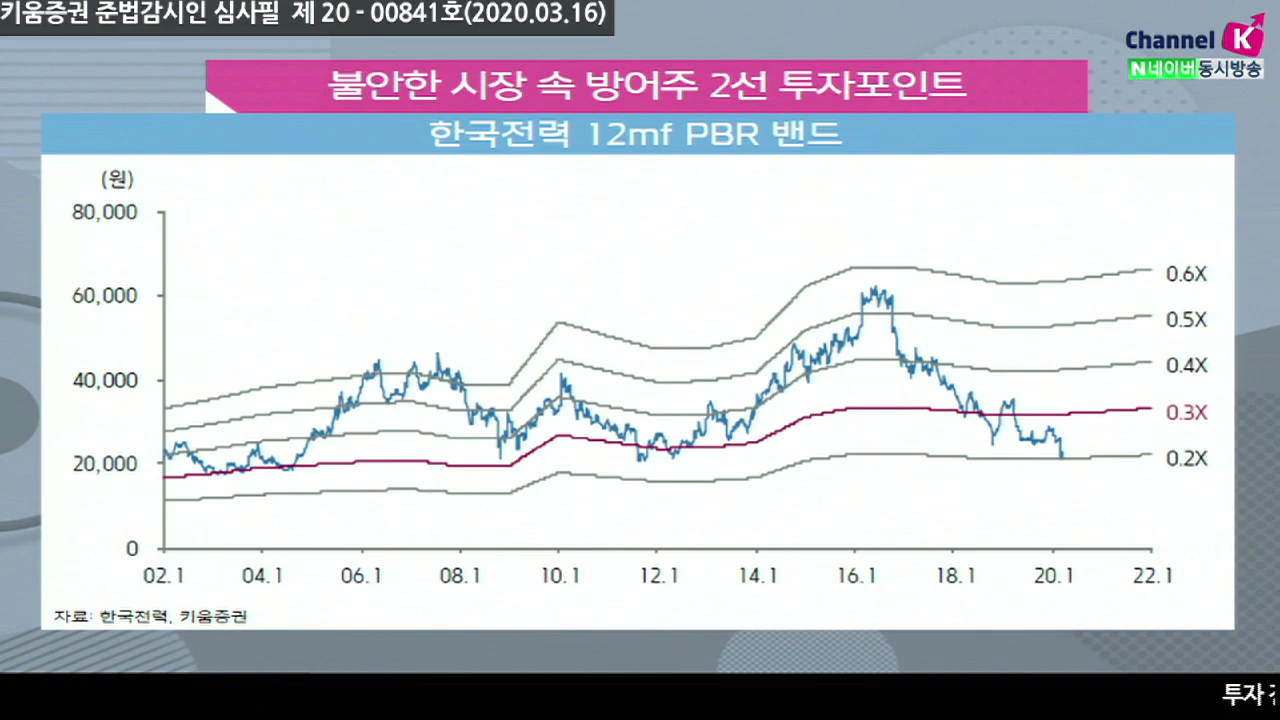 키움증권 준법감시인 심사필 제 20 - 00841호(2020.03.16)
Channel K
N 네이버 동시방송
불안한 시장 속 방어주 2선 투자포인트
한국전력 12mf PBR 밴드
(원)
80,000
60,000
40,000
20,000
0
0.6X
0.5X
0.4X
0.3X
0.2X
02.1 04.1 06.1 08.1 10.1 12.1 14.1 16.1 18.1 20.1 22.1
자료: 한국전력, 키움증권
투자